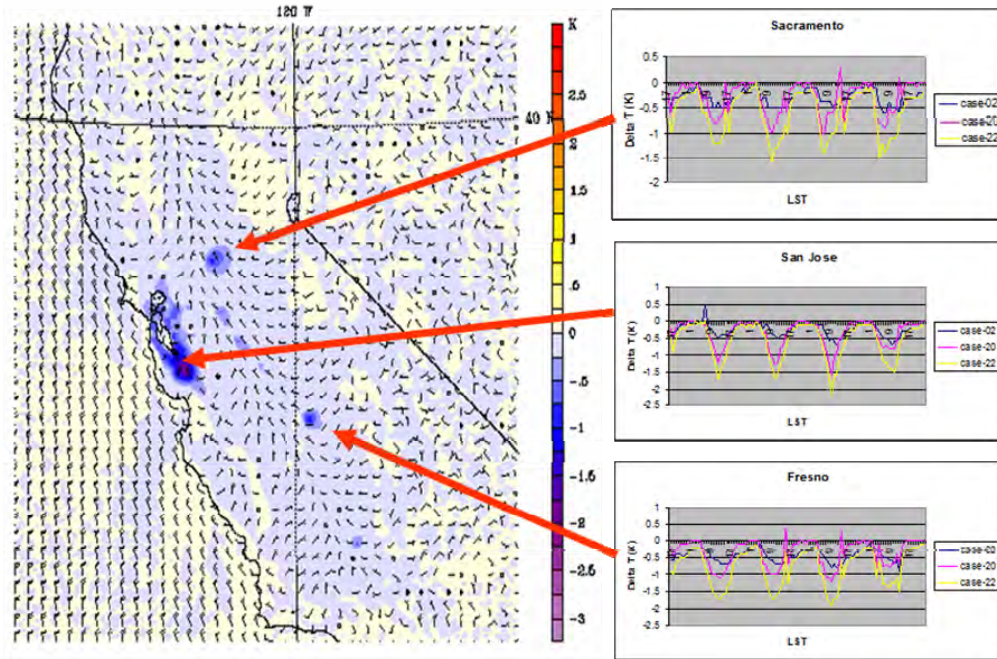 120 W
40 N
K
2.5
2
1.5
1
.5
0
-.5
-1
-1.5
-2
-2.5
-3
Sacramento
0.5
0
-0.5
-1
-1.5
-2
Delta T(K)
LST
case-02
case-20
case-22
San Jose
1
0.5
0
-0.5
-1
-1.5
-2
-2.5
Delta T(K)
LST
case-02
case-20
case-22
Fresno
1
0.5
0
-0.5
-1
-1.5
-2
-2.5
Delta T(K)
LST
case-02
case-20
case-22